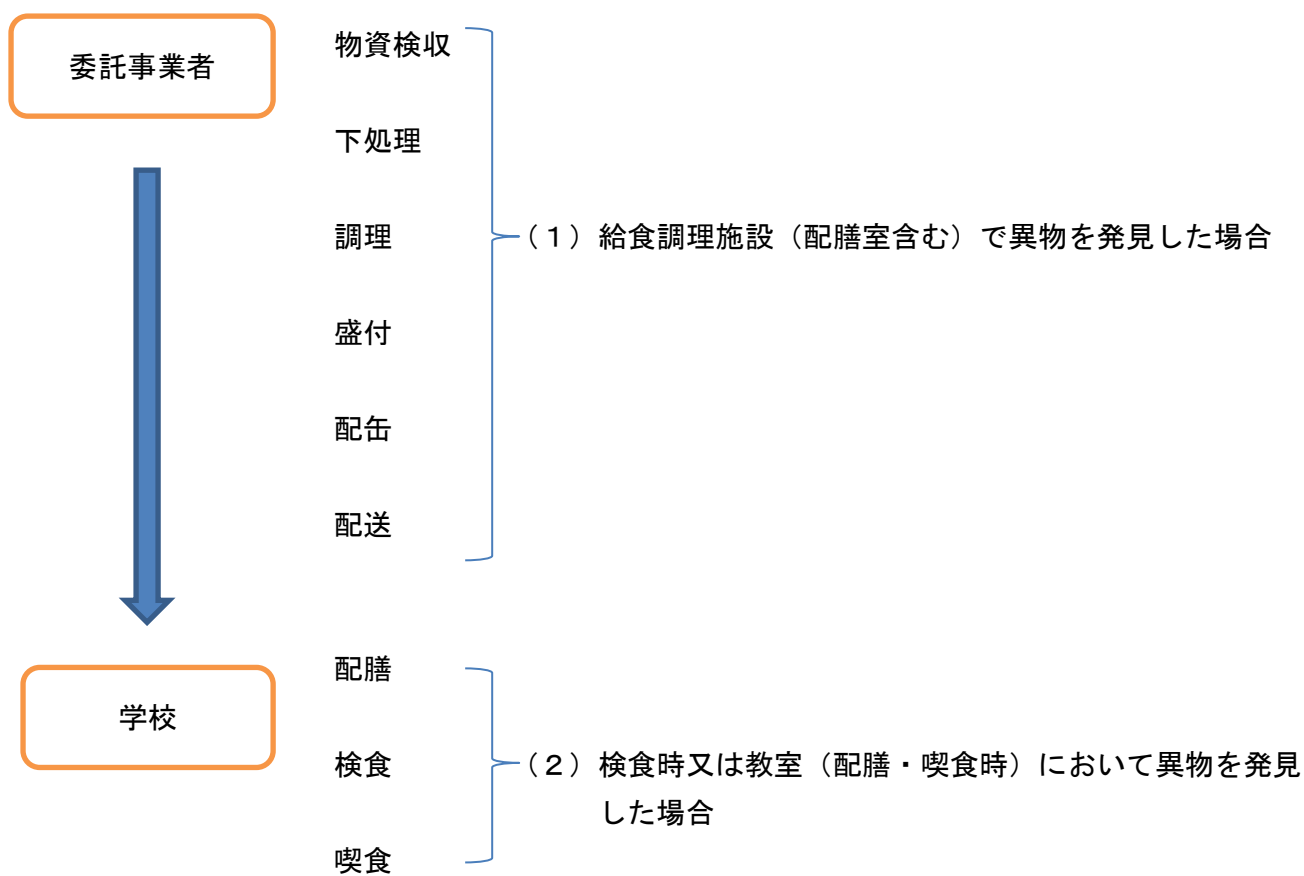 委託事業者
物資検収
下処理
調理
盛付
配缶
配送
（１）給食調理施設（配膳室含む）で異物を発見した場合
学校
配膳
検食
喫食
（２）検食時又は教室（配膳・喫食時）において異物を発見
した場合